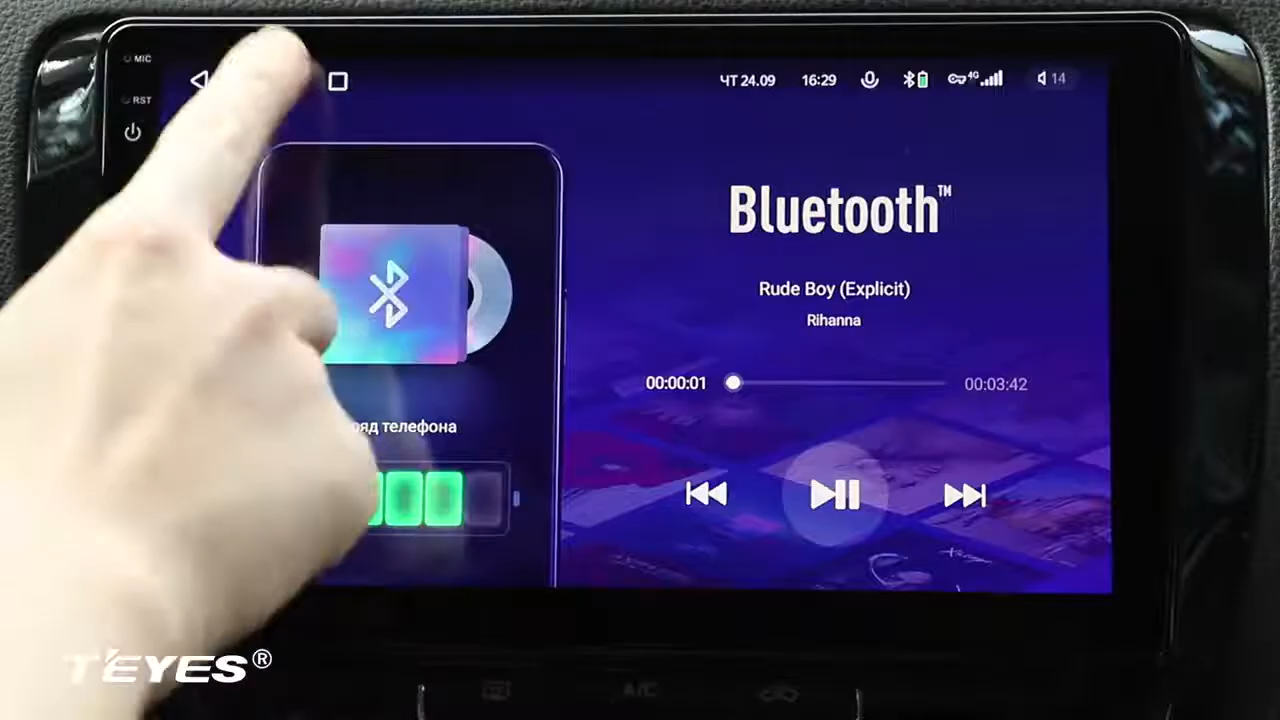 MIC
RST
ЧТ 24.09 16:29 4G 14
Bluetooth™
Rude Boy (Explicit)
Rihanna
00:00:01 00:03:42
телефона
TEYES®
A/C